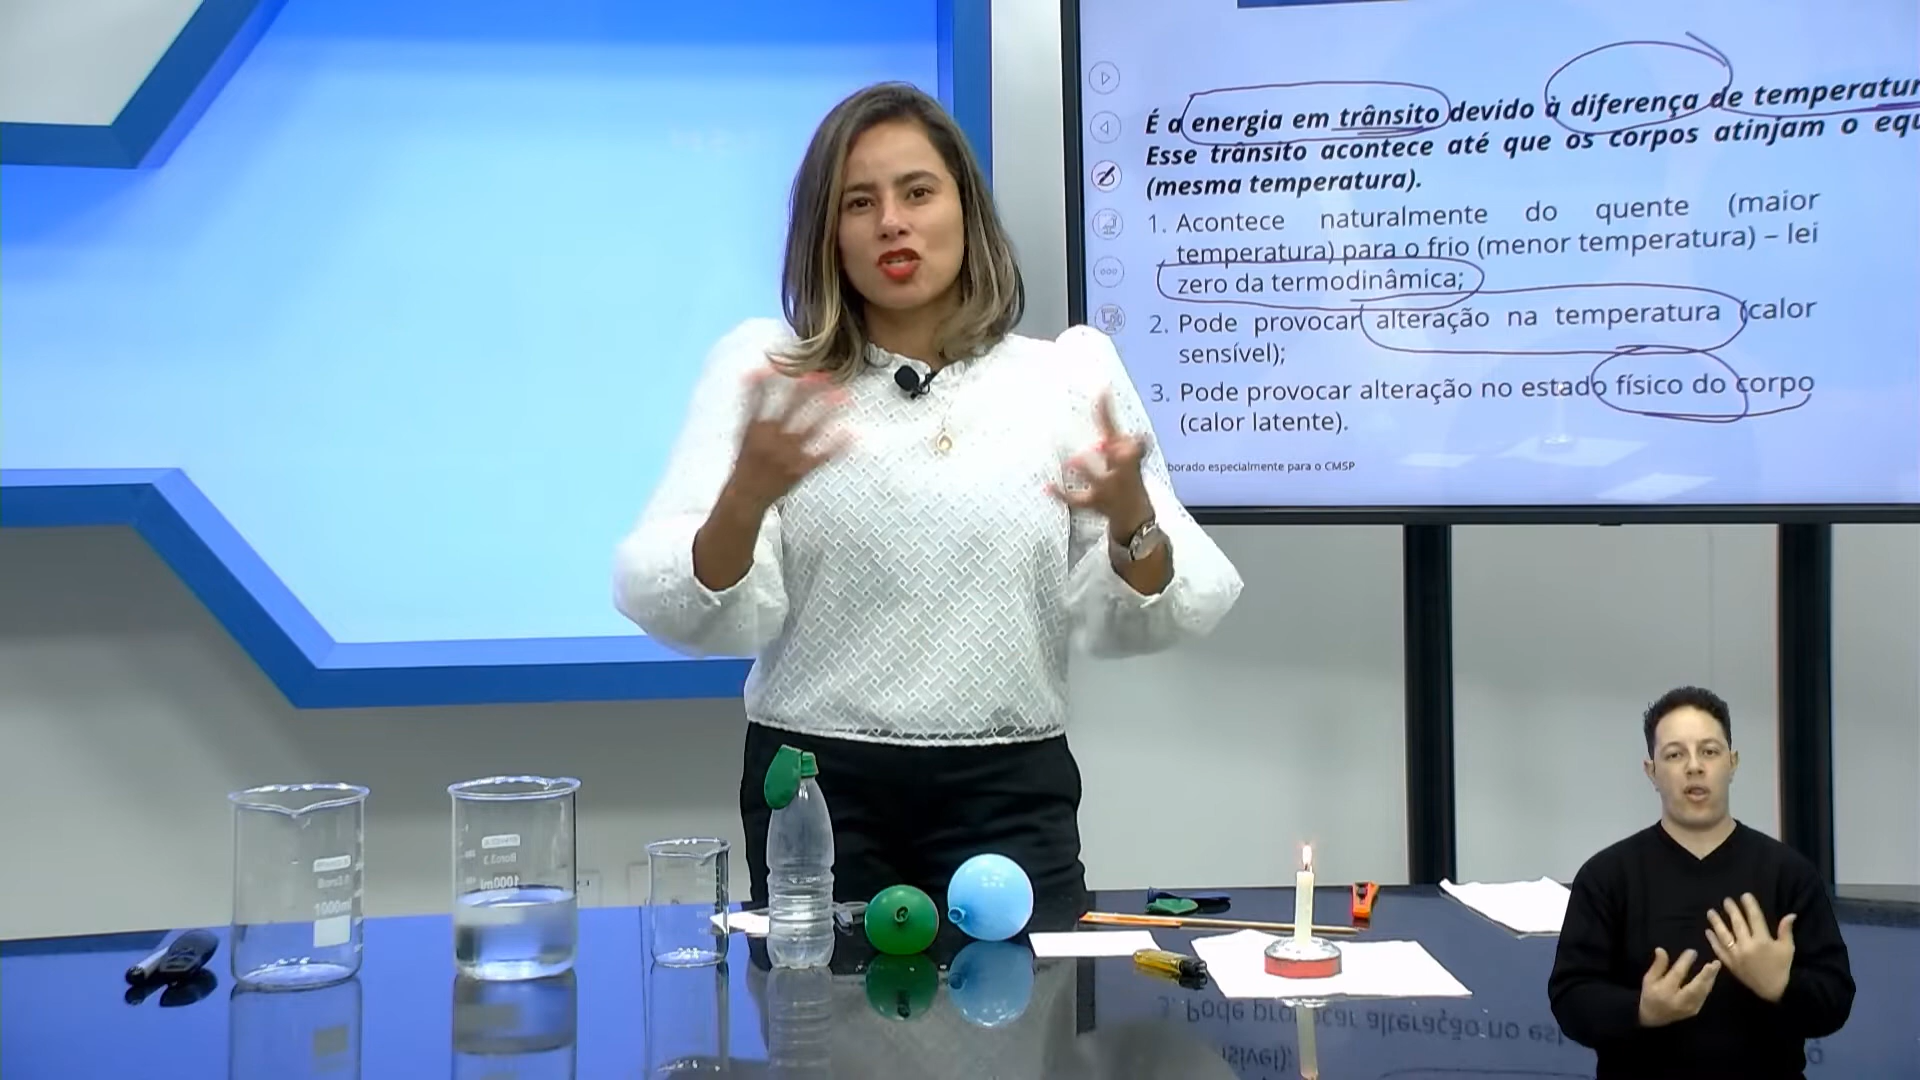 É a energia em trânsito devido à diferença de temperatur
Esse trânsito acontece até que os corpos atinjam o equ
(mesma temperatura).
1. Acontece naturalmente do quente (maior
temperatura) para o frio (menor temperatura) – lei
zero da termodinâmica;
2. Pode provocar alteração na temperatura (calor
sensível);
3. Pode provocar alteração no estado físico do corpo
(calor latente).
borado especialmente para o CMSP
1000ml
1000ml